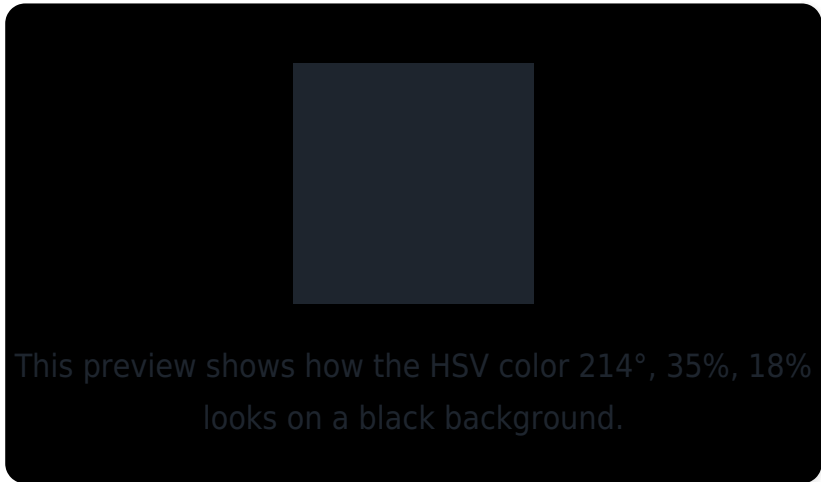 This preview shows how the HSV color 214°, 35%, 18%
looks on a black background.